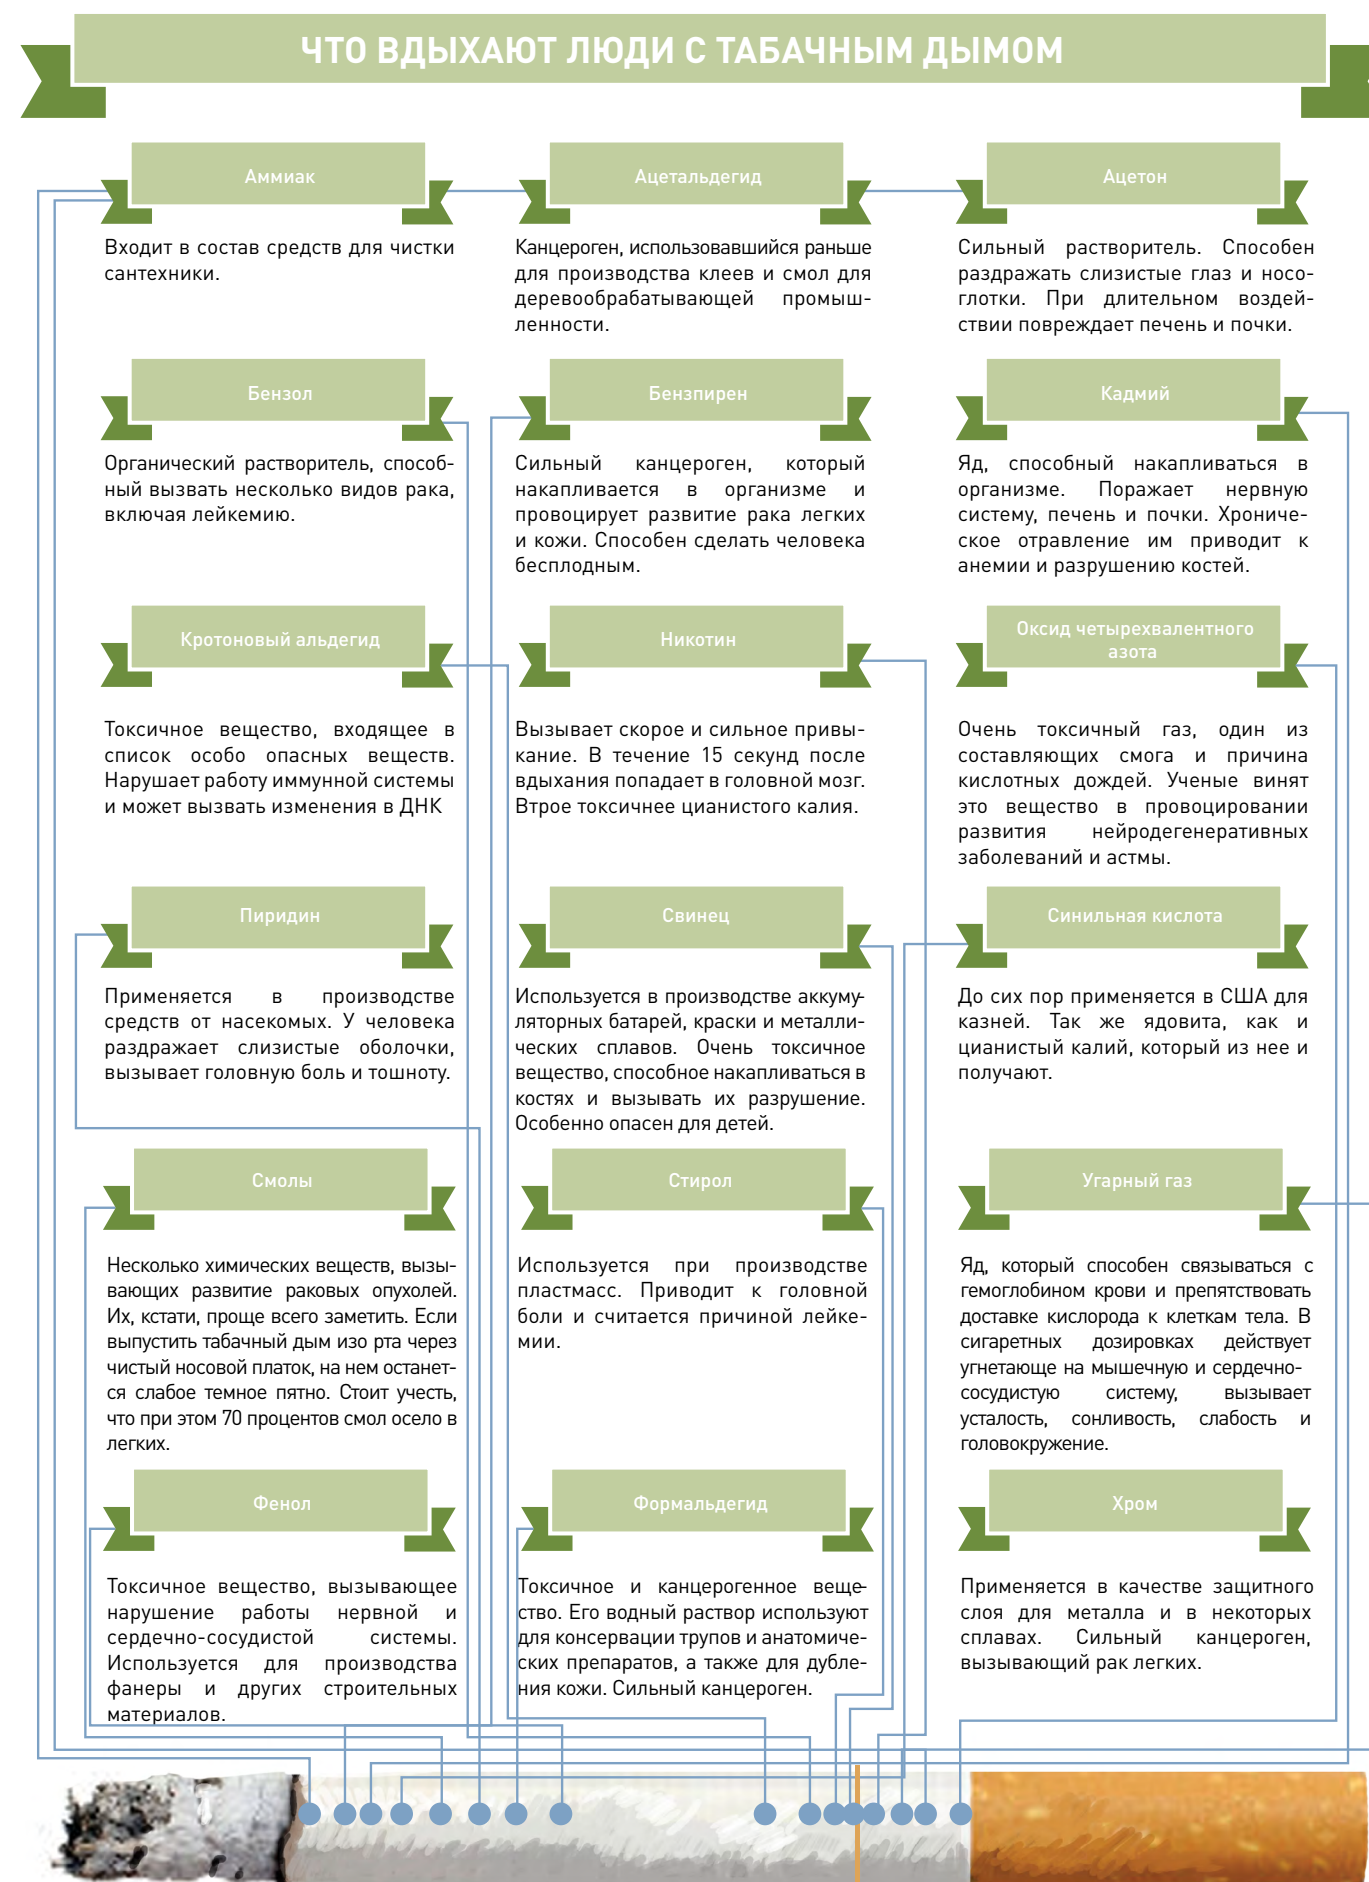 ЧТО ВДЫХАЮТ ЛЮДИ С ТАБАЧНЫМ ДЫМОМ
Аммиак
Входит в состав средств для чистки
сантехники.
Ацетальдегид
Канцероген, использовавшийся раньше
для производства клеев и смол для
деревообрабатывающей промыш-
ленности.
Ацетон
Сильный растворитель. Способен
раздражать слизистые глаз и носо-
глотки. При длительном воздей-
ствии повреждает печень и почки.
Бензол
Органический растворитель, способ-
ный вызвать несколько видов рака,
включая лейкемию.
Бензпирен
Сильный канцероген, который
накапливается в организме и
провоцирует развитие рака легких
и кожи. Способен сделать человека
бесплодным.
Кадмий
Яд, способный накапливаться в
организме. Поражает нервную
систему, печень и почки. Хрониче-
ское отравление им приводит к
анемии и разрушению костей.
Кротоновый альдегид
Токсичное вещество, входящее в
список особо опасных веществ.
Нарушает работу иммунной системы
и может вызвать изменения в ДНК
Никотин
Вызывает скорое и сильное привы-
кание. В течение 15 секунд после
вдыхания попадает в головной мозг.
Втрое токсичнее цианистого калия.
Оксид четырехвалентного
азота
Очень токсичный газ, один из
составляющих смога и причина
кислотных дождей. Ученые винят
это вещество в провоцировании
развития нейродегенеративных
заболеваний и астмы.
Пиридин
Применяется в производстве
средств от насекомых. У человека
раздражает слизистые оболочки,
вызывает головную боль и тошноту.
Свинец
Используется в производстве аккуму-
ляторных батарей, краски и металли-
ческих сплавов. Очень токсичное
вещество, способное накапливаться в
костях и вызывать их разрушение.
Особенно опасен для детей.
Синильная кислота
До сих пор применяется в США для
казней. Так же ядовита, как и
цианистый калий, который из нее и
получают.
Смолы
Несколько химических веществ, вызы-
вающих развитие раковых опухолей.
Их, кстати, проще всего заметить. Если
выпустить табачный дым изо рта через
чистый носовой платок, на нем останет-
ся слабое темное пятно. Стоит учесть,
что при этом 70 процентов смол осело в
легких.
Стирол
Используется при производстве
пластмасс. Приводит к головной
боли и считается причиной лейке-
мии.
Угарный газ
Яд, который способен связываться с
гемоглобином крови и препятствовать
доставке кислорода к клеткам тела. В
сигаретных дозировках действует
угнетающе на мышечную и сердечно-
сосудистую систему, вызывает
усталость, сонливость, слабость и
головокружение.
Фенол
Токсичное вещество, вызывающее
нарушение работы нервной и
сердечно-сосудистой системы.
Используется для производства
фанеры и других строительных
материалов.
Формальдегид
Токсичное и канцерогенное веще-
ство. Его водный раствор используют
для консервации трупов и анатомиче-
ских препаратов, а также для дубле-
ния кожи. Сильный канцероген.
Хром
Применяется в качестве защитного
слоя для металла и в некоторых
сплавах. Сильный канцероген,
вызывающий рак легких.